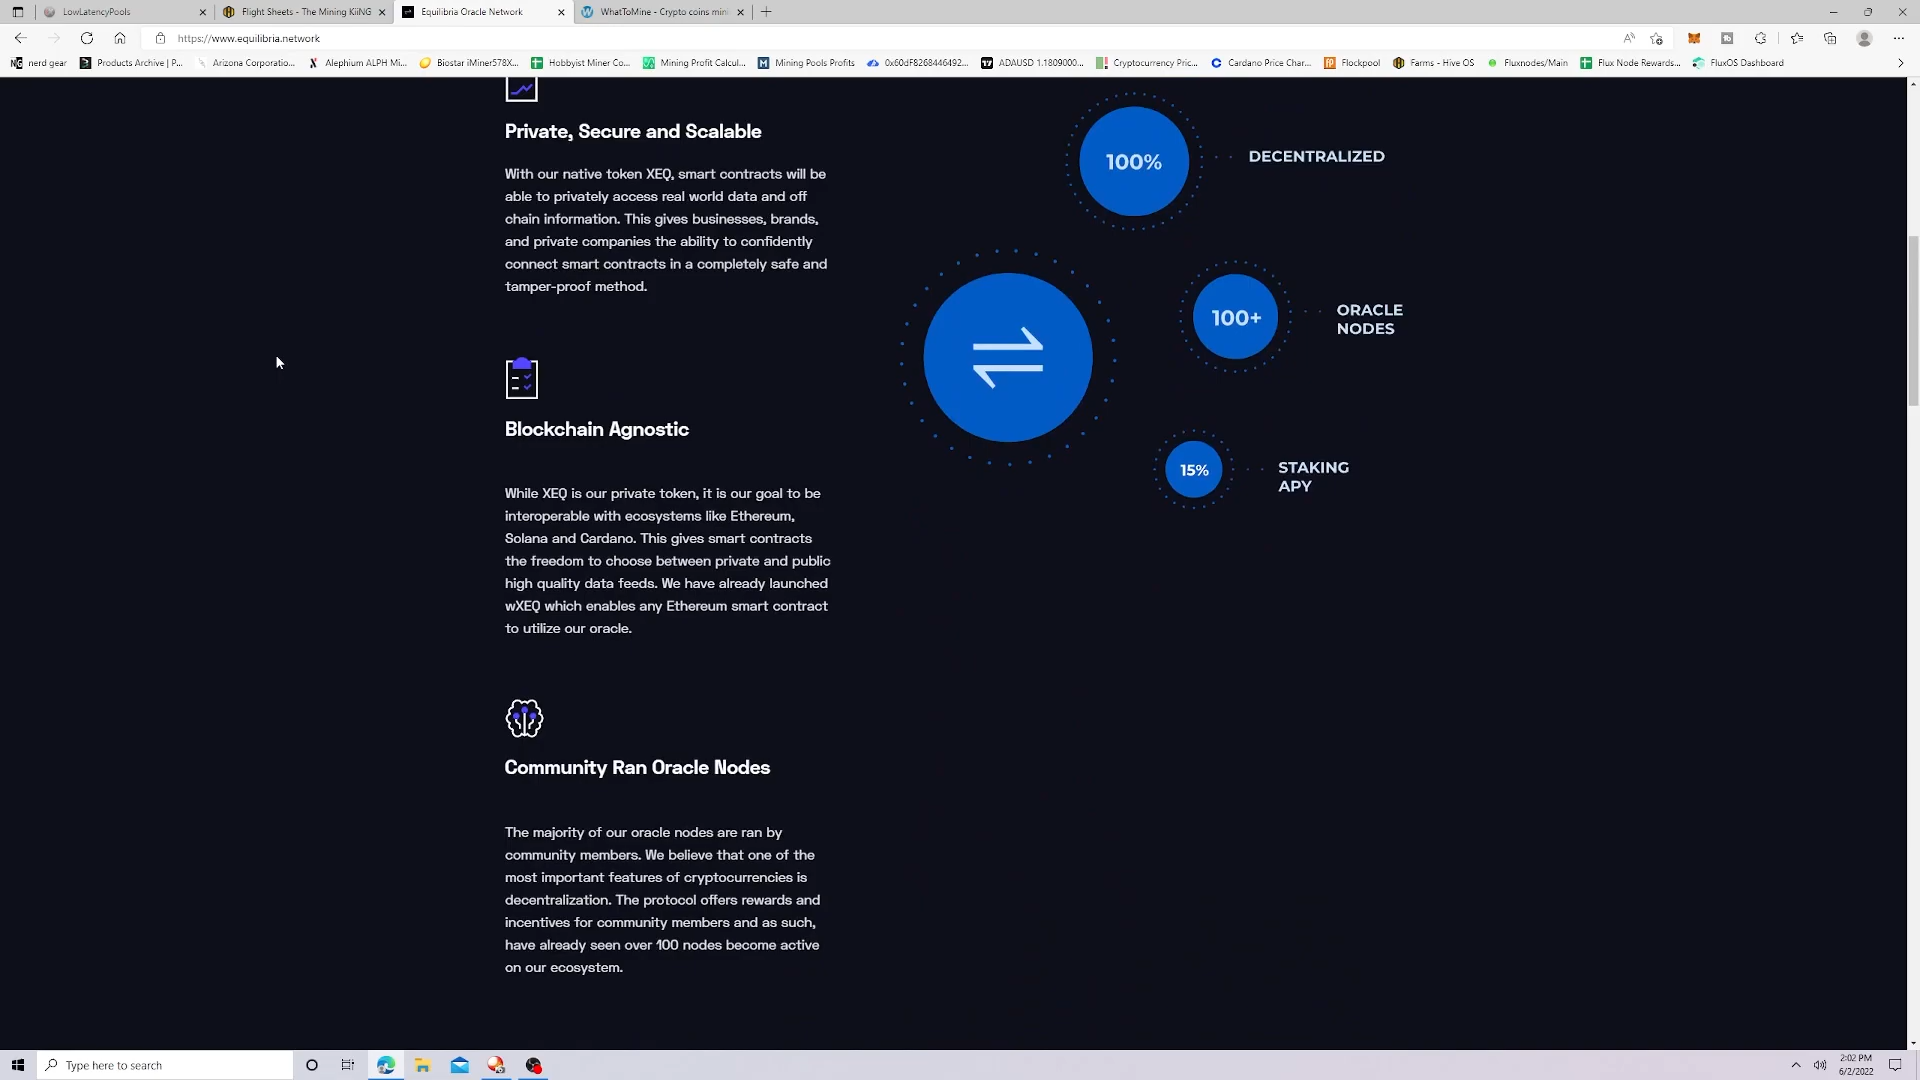 LowLatencyPools
Flight Sheets - The Mining KiiNG
Equilibria Oracle Network
WhatToMine - Crypto coins min
https://www.equilibria.network
nerd gear
Products Archive | P...
Arizona Corporatio...
Alephium ALPH Mi...
Biostar iMiner578X...
Hobbyist Miner Co...
Mining Profit Calcul...
Mining Pools Profits
0x60df8268446492...
ADAUSD 1.1809000...
Cryptocurrency Pric...
Cardano Price Char...
Flockpool
Farms - Hive OS
Fluxnodes/Main
Flux Node Rewards...
FluxOS Dashboard
Private, Secure and Scalable
With our native token XEQ, smart contracts will be
able to privately access real world data and off
chain information. This gives businesses, brands,
and private companies the ability to confidently
connect smart contracts in a completely safe and
tamper-proof method.
Blockchain Agnostic
While XEQ is our private token, it is our goal to be
interoperable with ecosystems like Ethereum,
Solana and Cardano. This gives smart contracts
the freedom to choose between private and public
high quality data feeds. We have already launched
wXEQ which enables any Ethereum smart contract
to utilize our oracle.
Community Ran Oracle Nodes
The majority of our oracle nodes are ran by
community members. We believe that one of the
most important features of cryptocurrencies is
decentralization. The protocol offers rewards and
incentives for community members and as such,
have already seen over 100 nodes become active
on our ecosystem.
100%
DECENTRALIZED
100+
ORACLE
NODES
15%
STAKING
APY
Type here to search
2:02 PM
6/2/2022